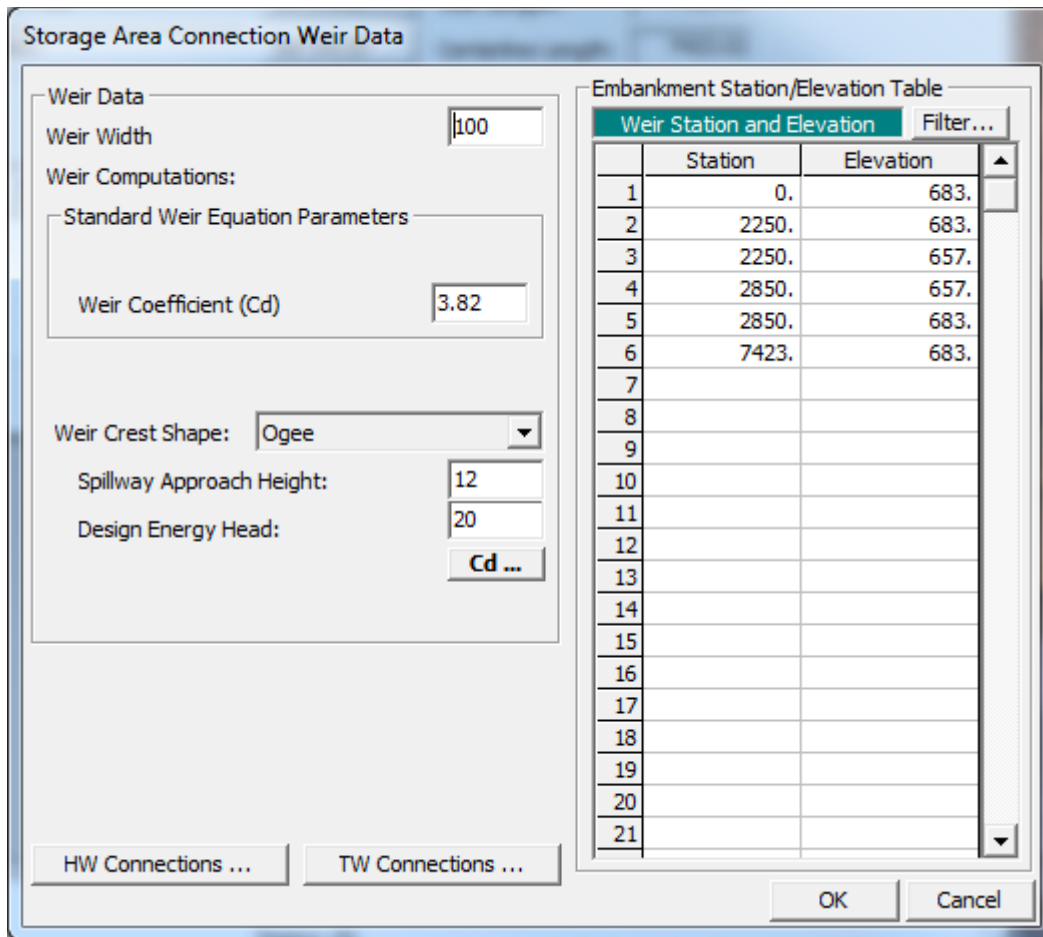 Storage Area Connection Weir Data
Weir Data
Weir Width 100
Weir Computations:
Standard Weir Equation Parameters
Weir Coefficient (Cd) 3.82
Weir Crest Shape: Ogee
Spillway Approach Height: 12
Design Energy Head: 20
Cd ...
HW Connections ... TW Connections ...
Embankment Station/Elevation Table
Weir Station and Elevation Filter...
Station Elevation
1 0. 683.
2 2250. 683.
3 2250. 657.
4 2850. 657.
5 2850. 683.
6 7423. 683.
7
8
9
10
11
12
13
14
15
16
17
18
19
20
21
OK Cancel